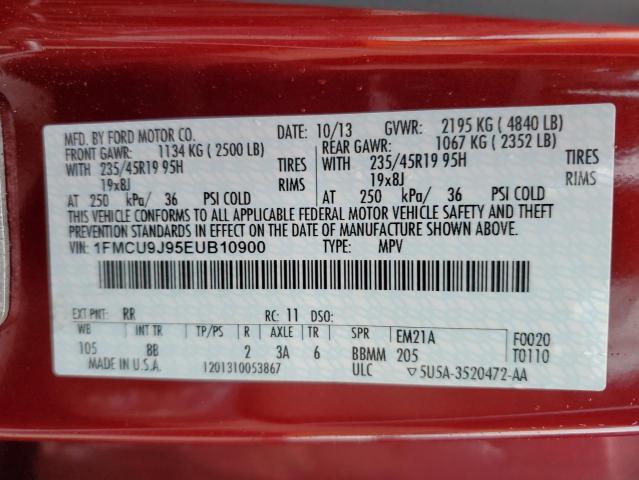 MFD. BY FORD MOTOR CO.
DATE: 10/13 GVWR: 2195 KG ( 4840 LB)
FRONT GAWR: 1134 KG ( 2500 LB) REAR GAWR: 1067 KG ( 2352 LB)
WITH 235/45R19 95H TIRES WITH 235/45R19 95H TIRES
19x8J RIMS 19x8J RIMS
AT 250 kPa/ 36 PSI COLD AT 250 kPa/ 36 PSI COLD
THIS VEHICLE CONFORMS TO ALL APPLICABLE FEDERAL MOTOR VEHICLE SAFETY AND THEFT
PREVENTION STANDARDS IN EFFECT ON THE DATE OF MANUFACTURE SHOWN ABOVE.
VIN: 1FMCU9J95EUB10900 TYPE: MPV
EXT PNT: RR RC: 11 DSO:
WB INT TR TP/PS R AXLE TR SPR EM21A F0020
105 BB 2 3A 6 BBMM 205 T0110
MADE IN U.S.A. 1201310053867 ULC ▽5U5A-3520472-AA